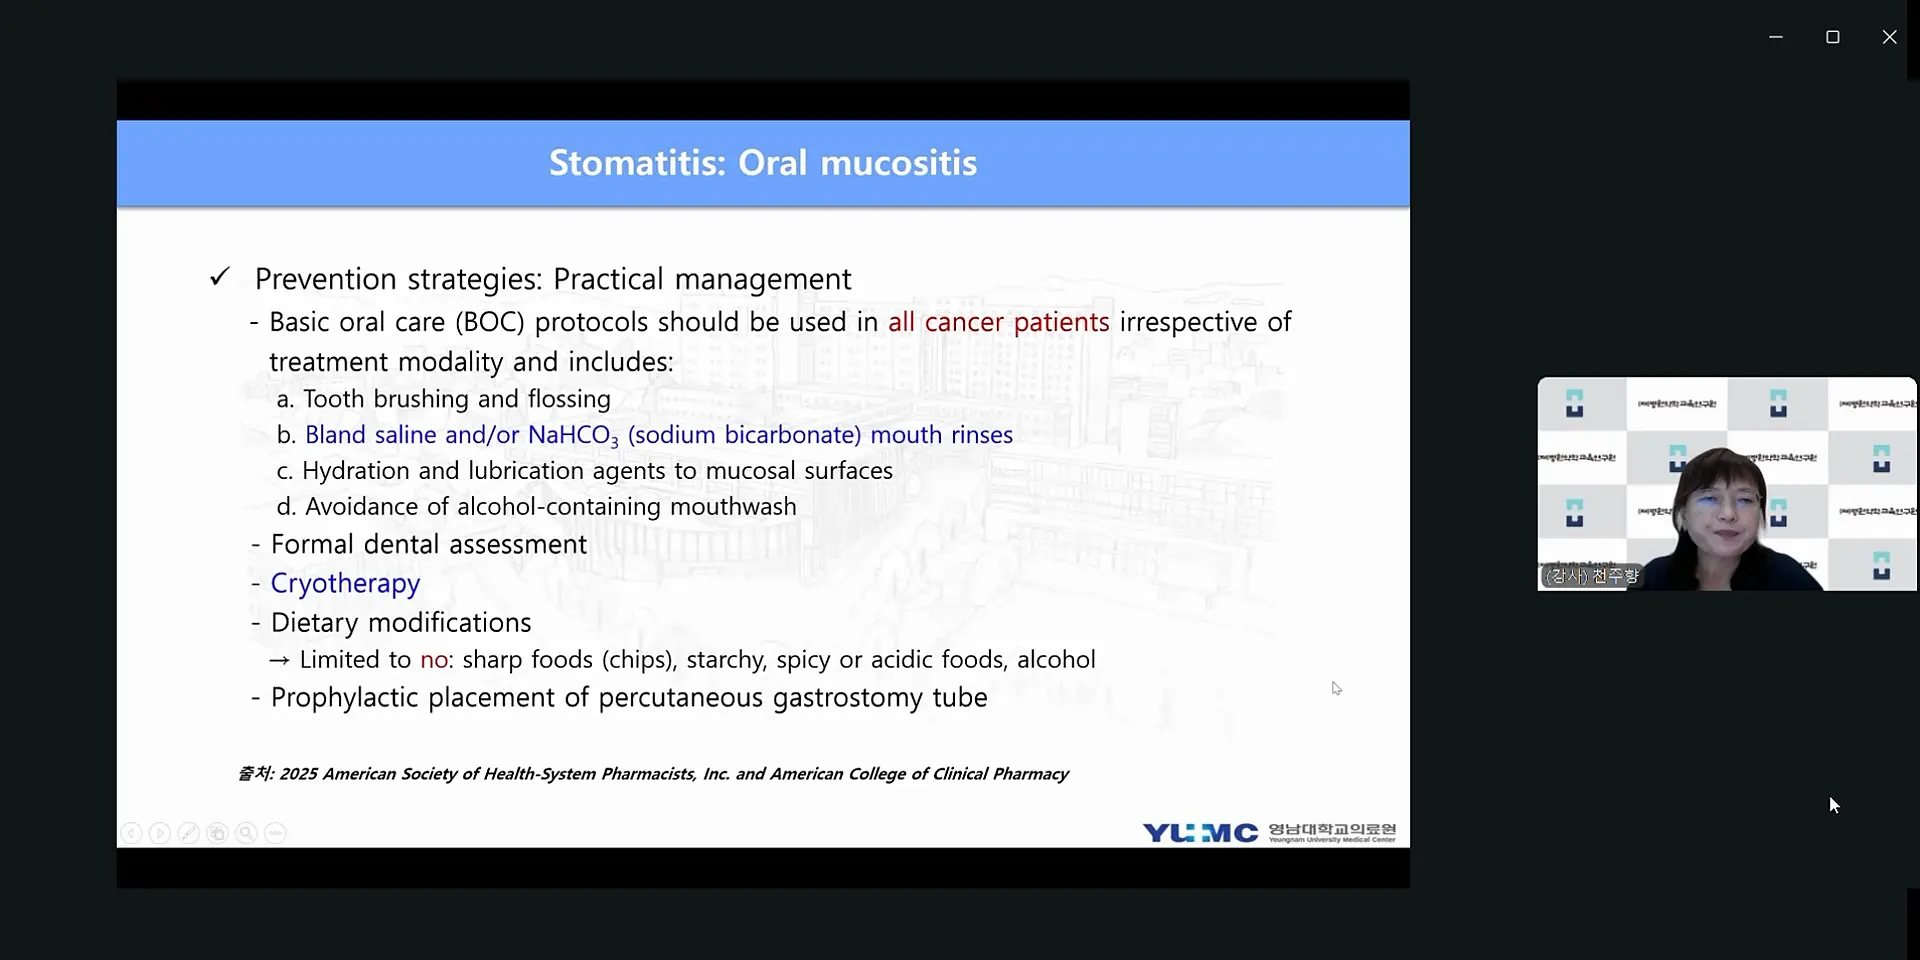 Stomatitis: Oral mucositis
✓ Prevention strategies: Practical management
- Basic oral care (BOC) protocols should be used in all cancer patients irrespective of
treatment modality and includes:
a. Tooth brushing and flossing
b. Bland saline and/or NaHCO₃ (sodium bicarbonate) mouth rinses
c. Hydration and lubrication agents to mucosal surfaces
d. Avoidance of alcohol-containing mouthwash
- Formal dental assessment
- Cryotherapy
- Dietary modifications
→ Limited to no: sharp foods (chips), starchy, spicy or acidic foods, alcohol
- Prophylactic placement of percutaneous gastrostomy tube
출처: 2025 American Society of Health-System Pharmacists, Inc. and American College of Clinical Pharmacy
YUMC 영남대학교의료원
Yeungnam University Medical Center
(강사) 천주향